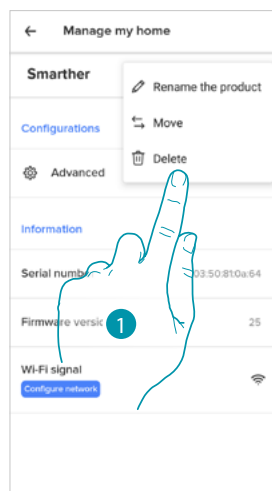 Manage my home
Smarther
Rename the product
Move
Configurations
Delete
Advanced
Information
Serial numb 03:50:81:0a:64
Firmware versic 25
1
Wi-Fi signal
Configure network